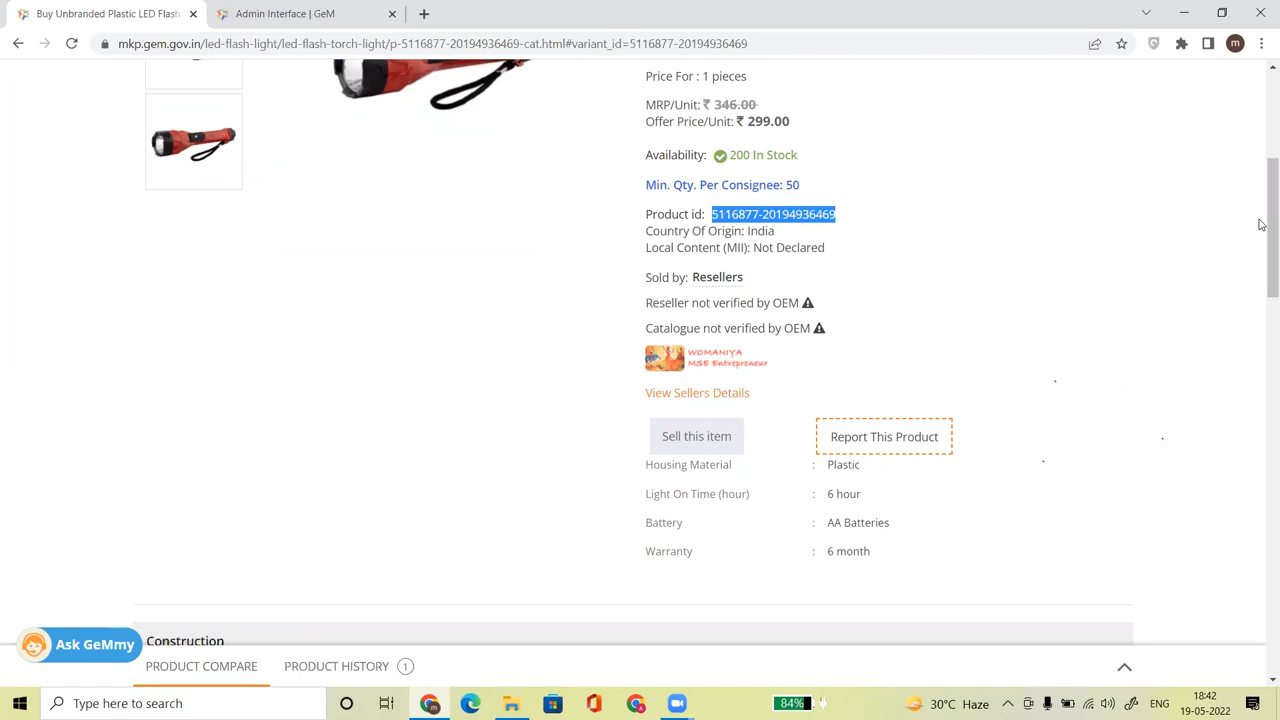 Buy Unbranded Plastic LED Flash
Admin Interface | GeM
mkp.gem.gov.in/led-flash-light/led-flash-torch-light/p-5116877-20194936469-cat.html#variant_id=5116877-20194936469
m
Price For : 1 pieces
MRP/Unit: ₹ 346.00
Offer Price/Unit: ₹ 299.00
Availability: 200 In Stock
Min. Qty. Per Consignee: 50
Product id: 5116877-20194936469
Country Of Origin: India
Local Content (MII): Not Declared
Sold by: Resellers
Reseller not verified by OEM
Catalogue not verified by OEM
WOMANIYA
MSE Entrepreneur
View Sellers Details
Sell this item
Report This Product
Housing Material : Plastic
Light On Time (hour) : 6 hour
Battery : AA Batteries
Warranty : 6 month
Construction
Ask GeMmy
PRODUCT COMPARE
PRODUCT HISTORY 1
Type here to search
84%
30°C Haze
ENG
18:42
19-05-2022